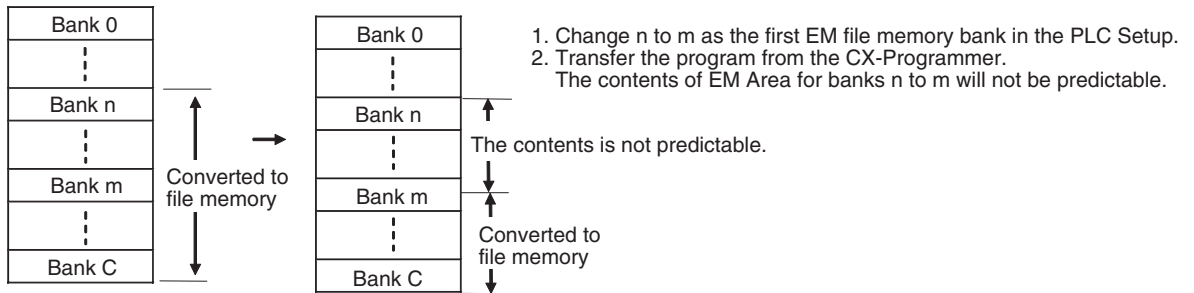 Bank 0
Bank n
Bank m
Bank C
Converted to
file memory
Bank 0
Bank n
Bank m
Bank C
The contents is not predictable.
Converted to
file memory
1. Change n to m as the first EM file memory bank in the PLC Setup.
2. Transfer the program from the CX-Programmer.
The contents of EM Area for banks n to m will not be predictable.